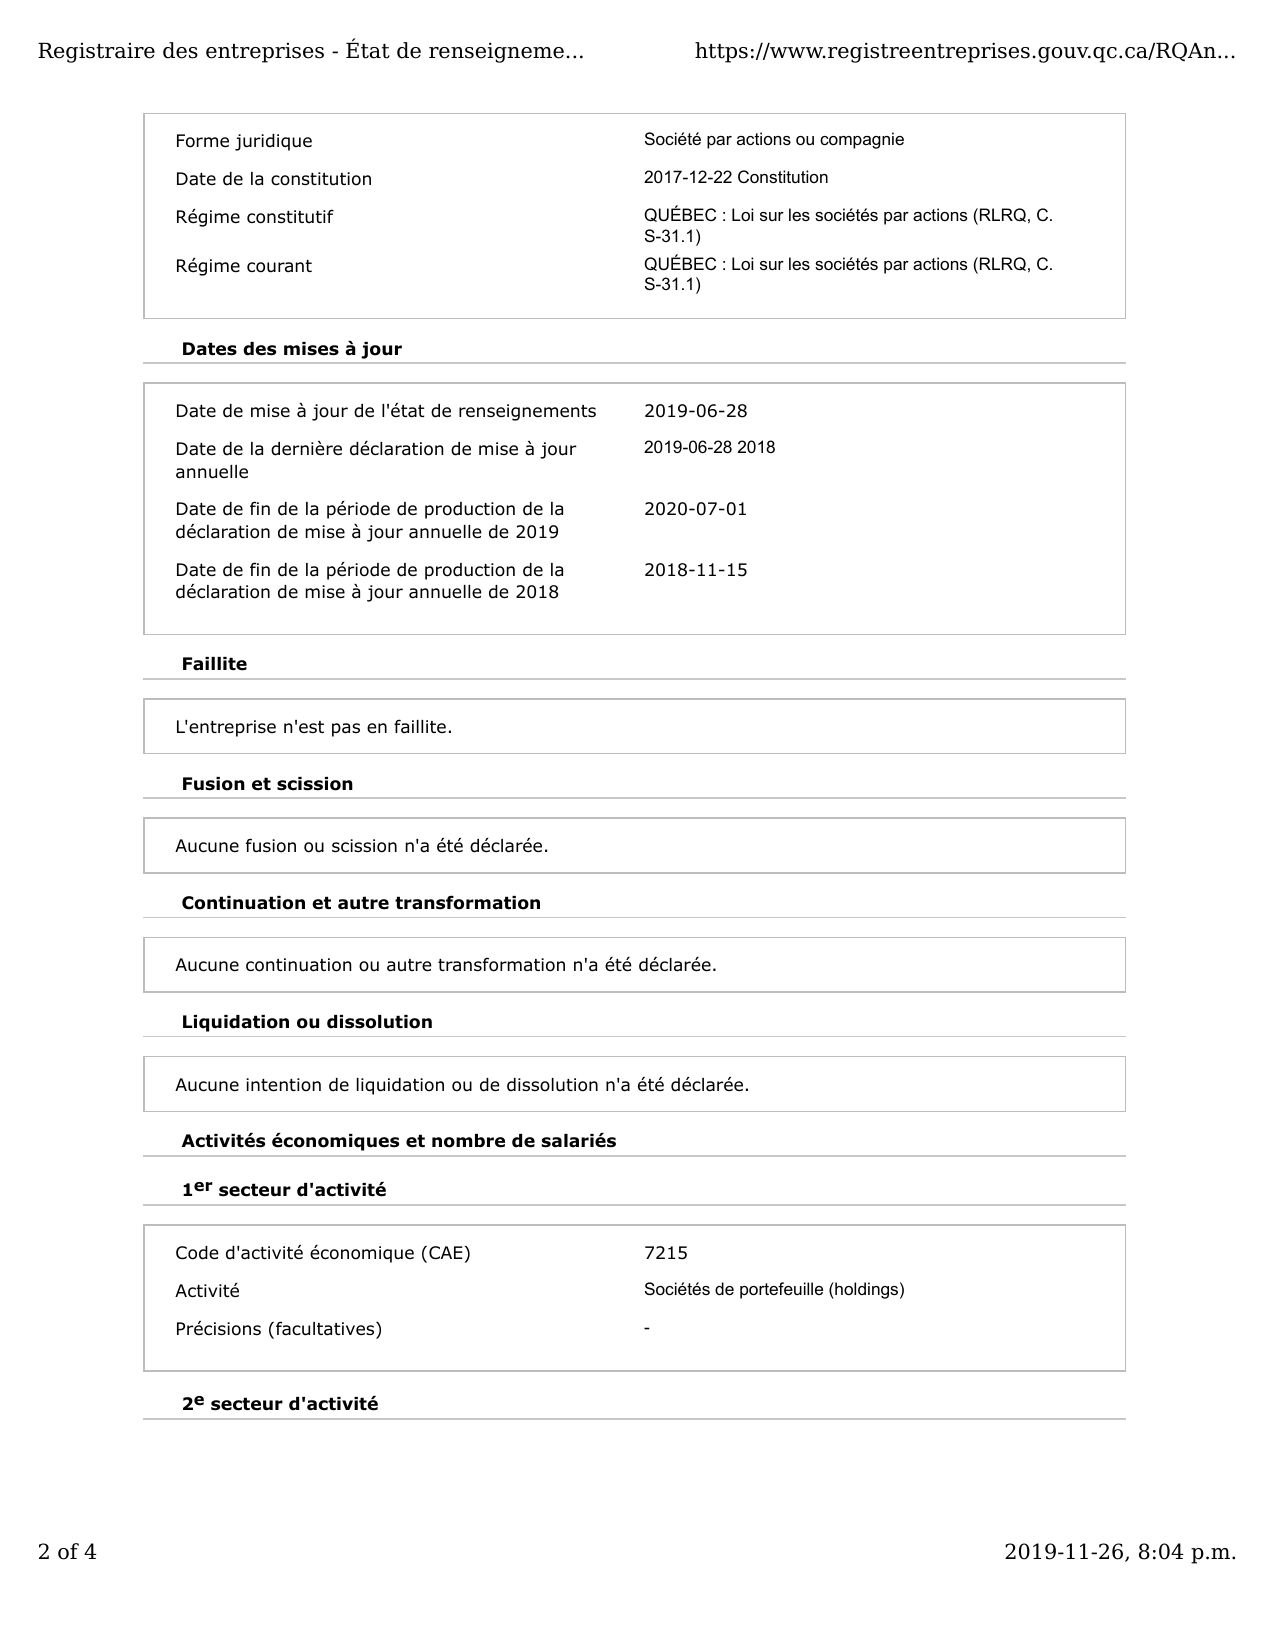 Registraire des entreprises - État de renseigneme...
https://www.registreentreprises.gouv.qc.ca/RQAn...
Forme juridique
Société par actions ou compagnie
Date de la constitution
2017-12-22 Constitution
Régime constitutif
QUÉBEC : Loi sur les sociétés par actions (RLRQ, C.
S-31.1)
Régime courant
QUÉBEC : Loi sur les sociétés par actions (RLRQ, C.
S-31.1)
Dates des mises à jour
Date de mise à jour de l'état de renseignements
2019-06-28
Date de la dernière déclaration de mise à jour
annuelle
2019-06-28 2018
Date de fin de la période de production de la
déclaration de mise à jour annuelle de 2019
2020-07-01
Date de fin de la période de production de la
déclaration de mise à jour annuelle de 2018
2018-11-15
Faillite
L'entreprise n'est pas en faillite.
Fusion et scission
Aucune fusion ou scission n'a été déclarée.
Continuation et autre transformation
Aucune continuation ou autre transformation n'a été déclarée.
Liquidation ou dissolution
Aucune intention de liquidation ou de dissolution n'a été déclarée.
Activités économiques et nombre de salariés
1er secteur d'activité
Code d'activité économique (CAE)
7215
Activité
Sociétés de portefeuille (holdings)
Précisions (facultatives)
-
2e secteur d'activité
2 of 4
2019-11-26, 8:04 p.m.